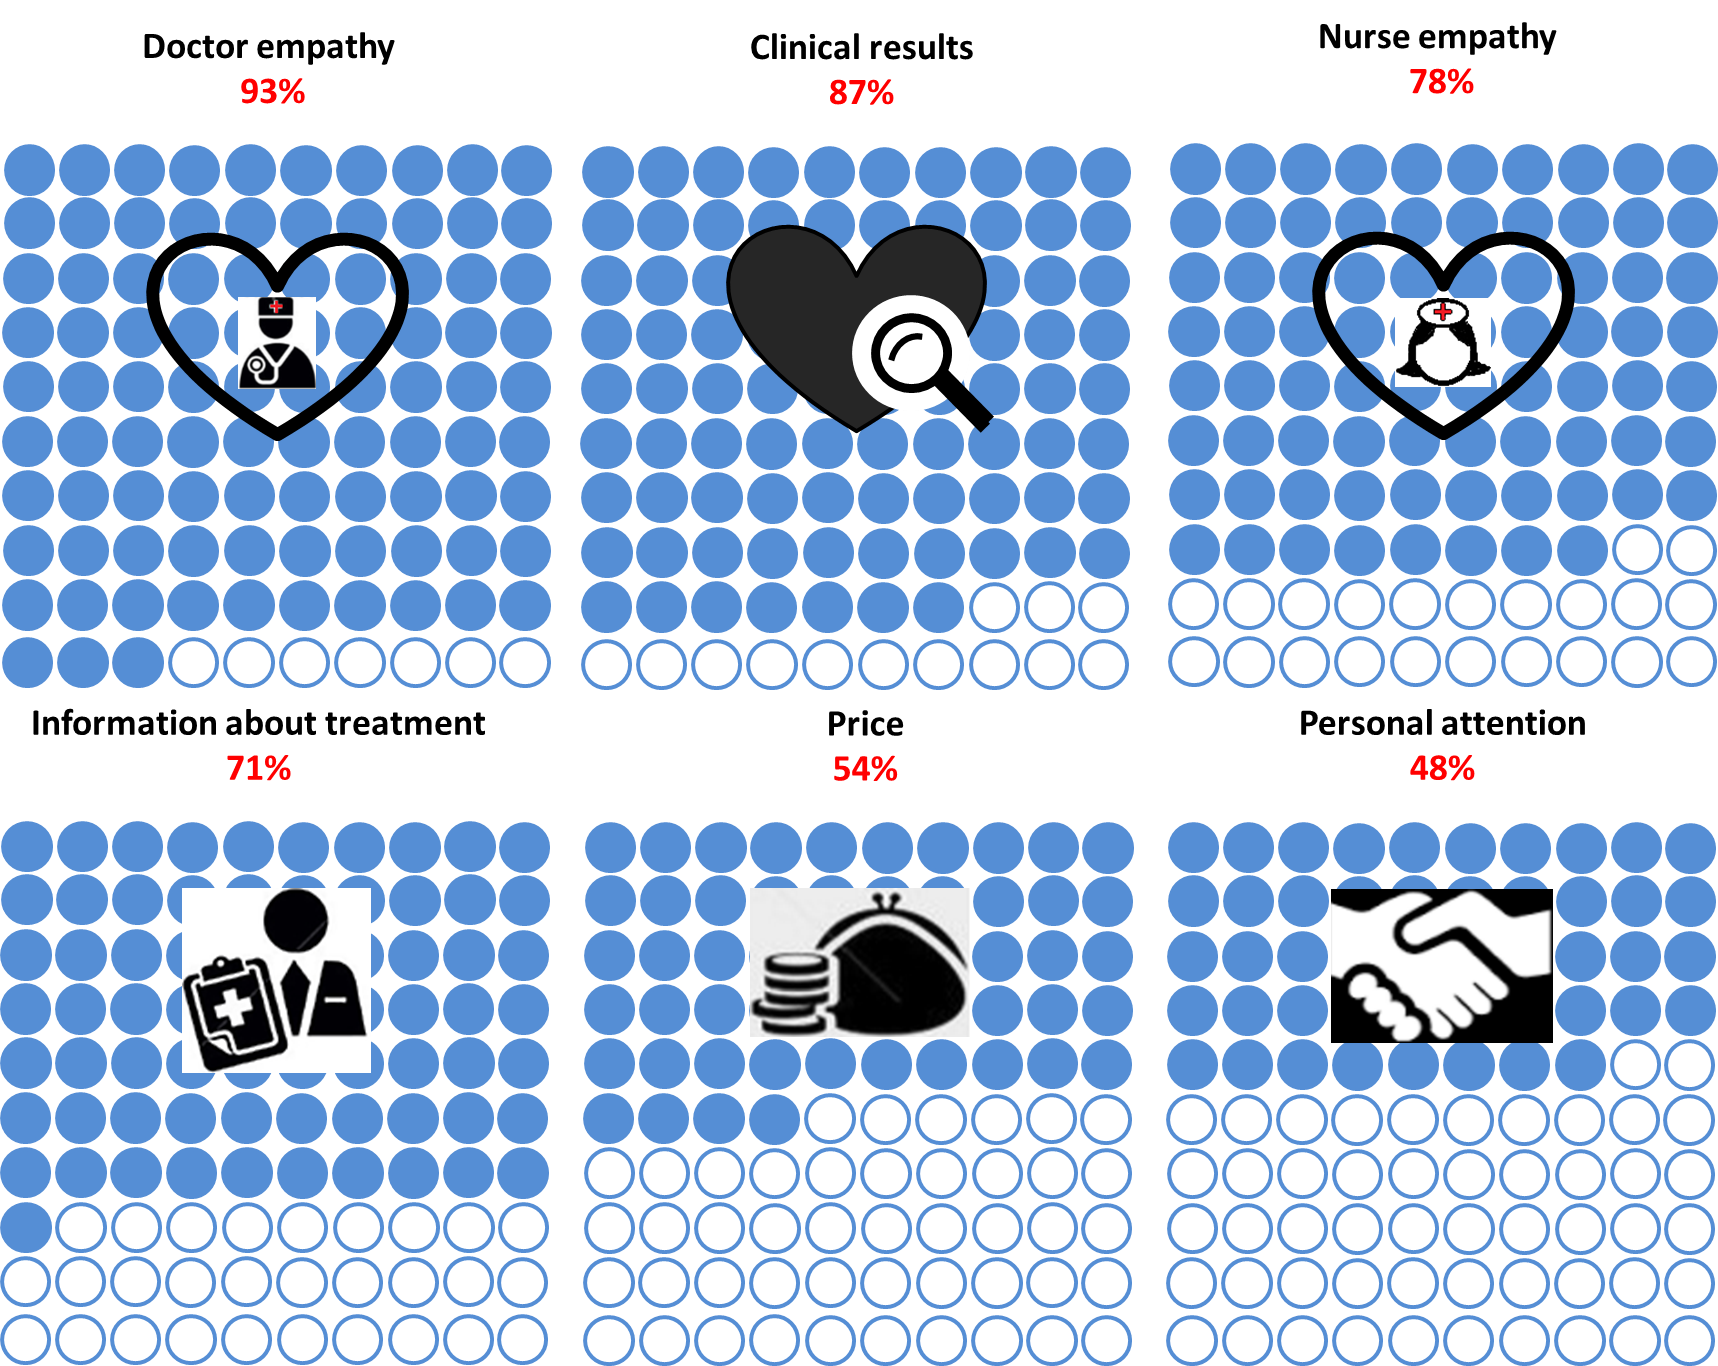 Doctor empathy
93%
Clinical results
87%
Nurse empathy
78%
Information about treatment
71%
Price
54%
Personal attention
48%